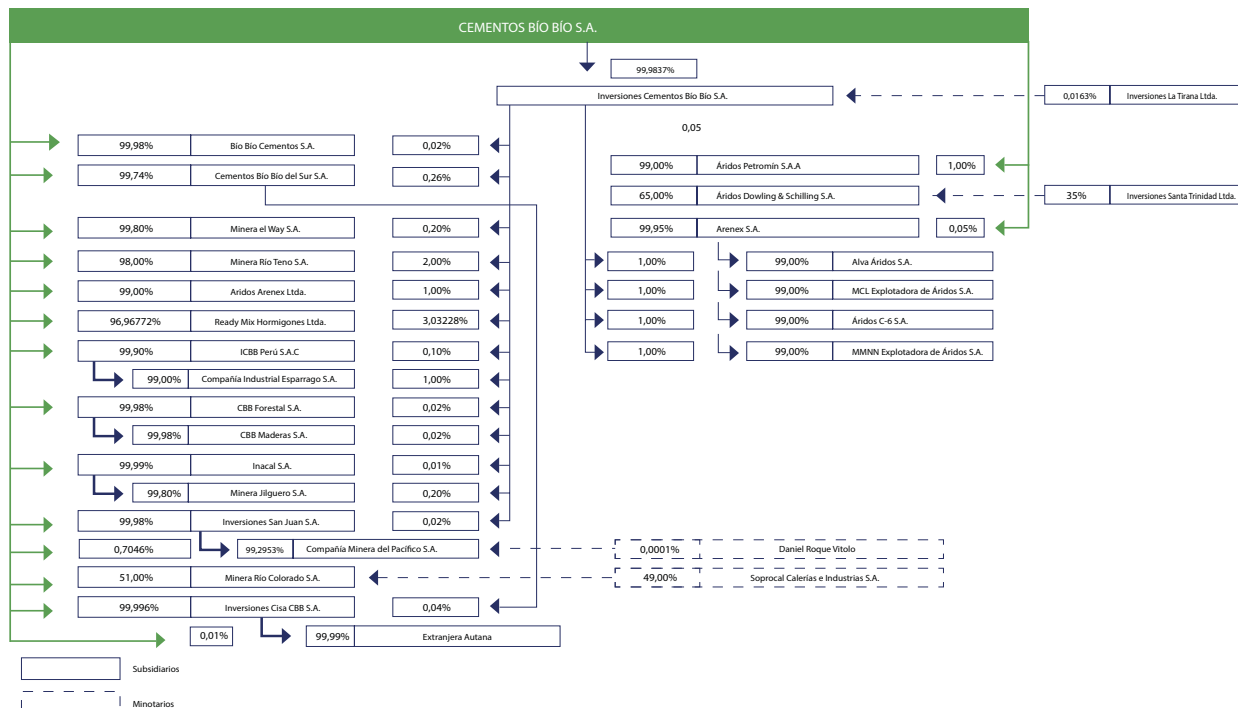 CEMENTOS BÍO BÍO S.A.
99,9837%
Inversiones Cementos Bío Bío S.A.
0,0163% Inversiones La Tirana Ltda.
0,05
99,98% Bío Bío Cementos S.A. 0,02%
99,74% Cementos Bío Bío del Sur S.A. 0,26%
99,00% Áridos Petromín S.A.A 1,00%
65,00% Áridos Dowling & Schilling S.A.
35% Inversiones Santa Trinidad Ltda.
99,80% Minera el Way S.A. 0,20%
99,95% Arenex S.A. 0,05%
98,00% Minera Río Teno S.A. 2,00%
1,00% 99,00% Alva Áridos S.A.
99,00% Aridos Arenex Ltda. 1,00%
1,00% 99,00% MCL Explotadora de Áridos S.A.
96,96772% Ready Mix Hormigones Ltda. 3,03228%
1,00% 99,00% Áridos C-6 S.A.
99,90% ICBB Perú S.A.C 0,10%
1,00% 99,00% MMNN Explotadora de Áridos S.A.
99,00% Compañía Industrial Esparrago S.A. 1,00%
99,98% CBB Forestal S.A. 0,02%
99,98% CBB Maderas S.A. 0,02%
99,99% Inacal S.A. 0,01%
99,80% Minera Jilguero S.A. 0,20%
99,98% Inversiones San Juan S.A. 0,02%
0,7046% 99,2953% Compañía Minera del Pacífico S.A.
0,0001% Daniel Roque Vitolo
51,00% Minera Río Colorado S.A.
49,00% Soprocal Calerías e Industrias S.A.
99,996% Inversiones Cisa CBB S.A. 0,04%
0,01% 99,99% Extranjera Autana
Subsidiarios
Minotarios